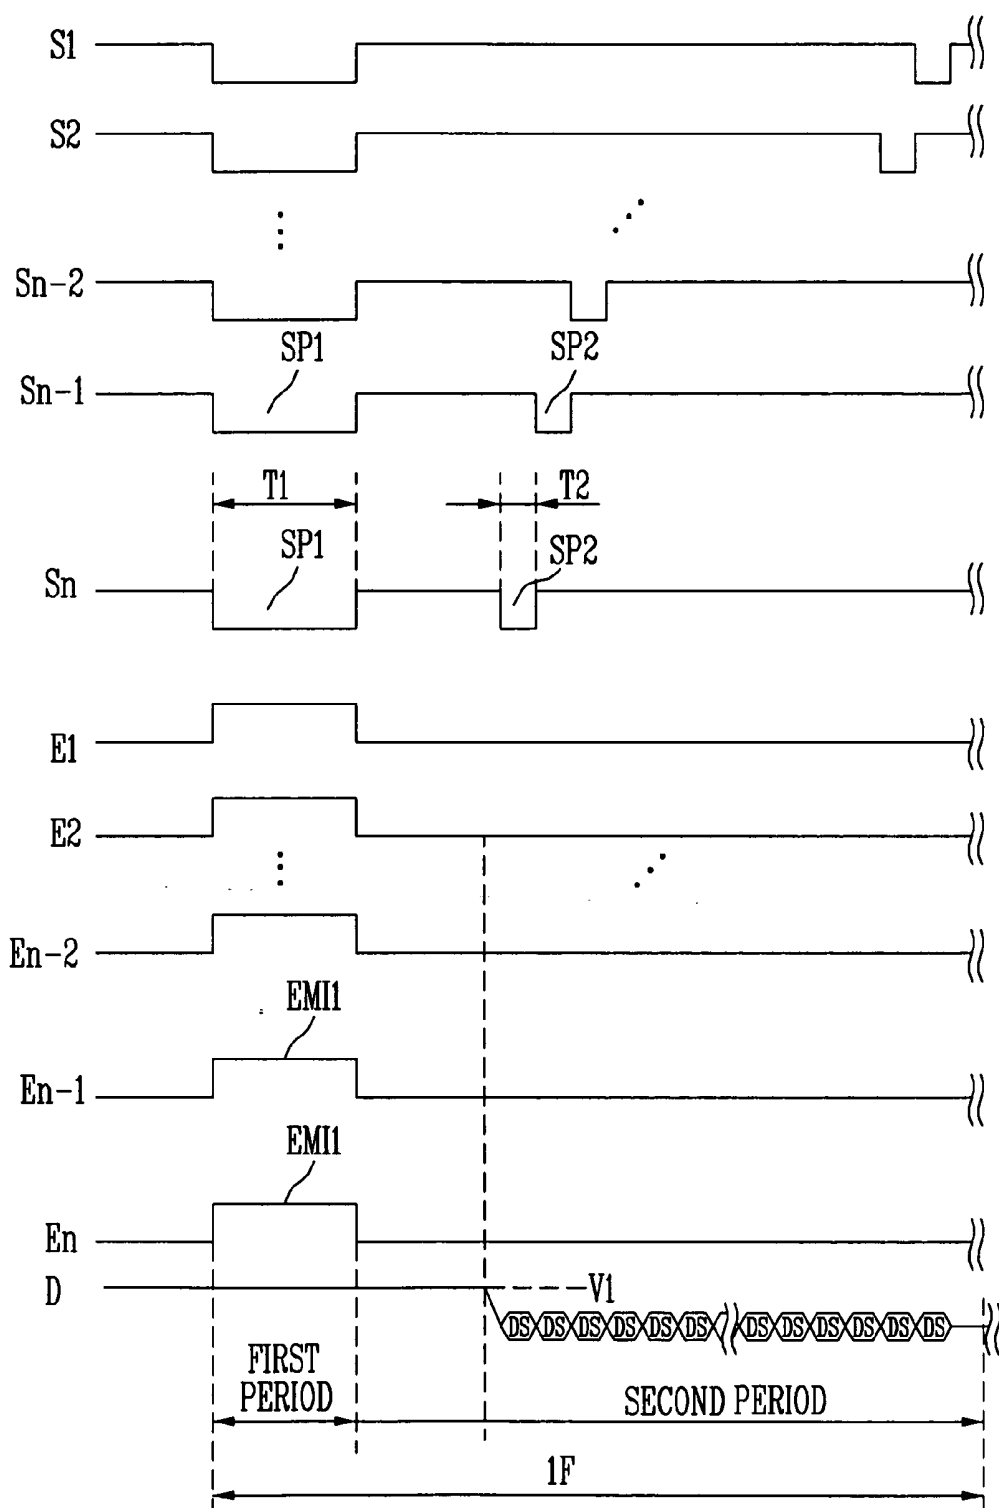 S1
S2
Sn-2
SP1 SP2
Sn-1
T1 T2
SP1 SP2
Sn
E1
E2
En-2
EMI1
En-1
EMI1
En
D V1
DS DS DS DS DS DS DS DS DS DS DS DS
FIRST PERIOD
SECOND PERIOD
1F